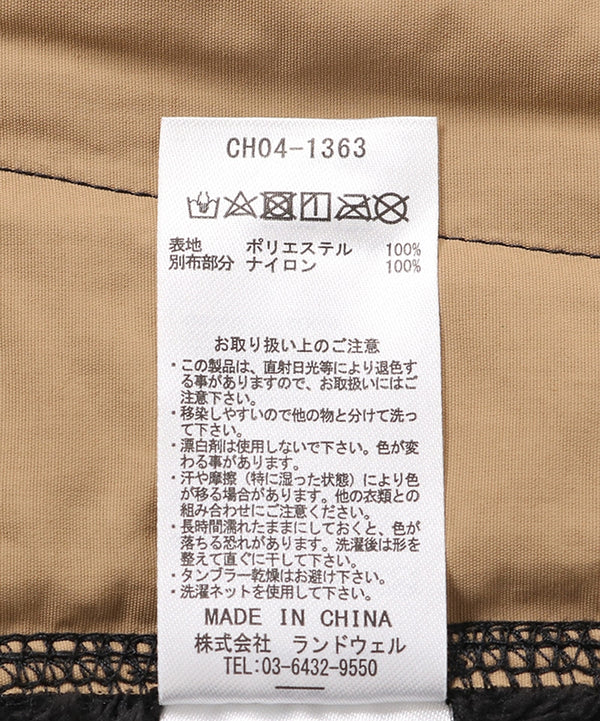 CH04-1363
表地 ポリエステル 100%
別布部分 ナイロン 100%
お取り扱い上のご注意
・この製品は、直射日光等により退色す
る事がありますので、お取扱いにはご
注意下さい。
・移染しやすいので他の物と分けて洗っ
て下さい。
・漂白剤は使用しないで下さい。色が変
わる事があります。
・汗や摩擦（特に湿った状態）により色
が移る場合があります。他の衣類との
組み合わせにご注意ください。
・長時間濡れたままにしておくと、色が
落ちる恐れがあります。洗濯後は形を
整えて直ぐに干して下さい。
・タンブラー乾燥はお避け下さい。
・洗濯ネットを使用して下さい。
MADE IN CHINA
株式会社 ランドウェル
TEL:03-6432-9550